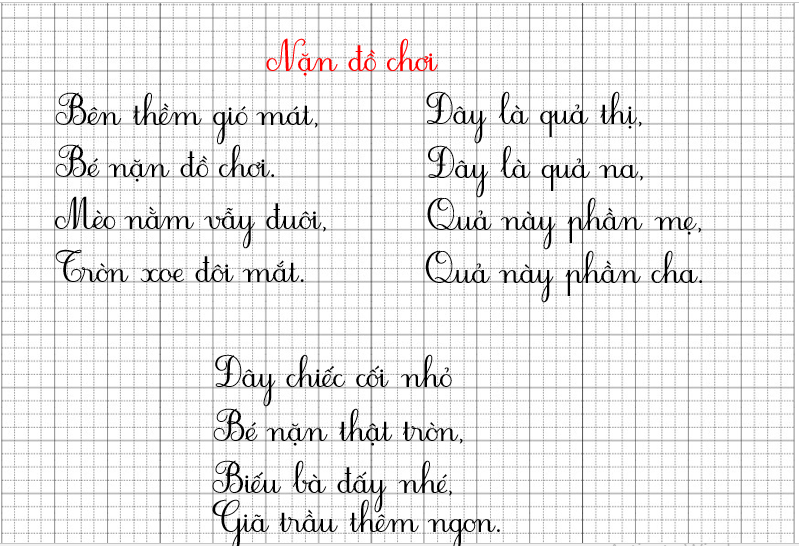 Nặn đồ chơi
Bên thềm gió mát,
Bé nặn đồ chơi.
Mèo nằm vẫy đuôi,
Tròn xoe đôi mắt.
Đây là quả thị,
Đây là quả na,
Quả này phần mẹ,
Quả này phần cha.
Đây chiếc cối nhỏ
Bé nặn thật tròn,
Biếu bà đấy nhé,
Giã trầu thêm ngon.